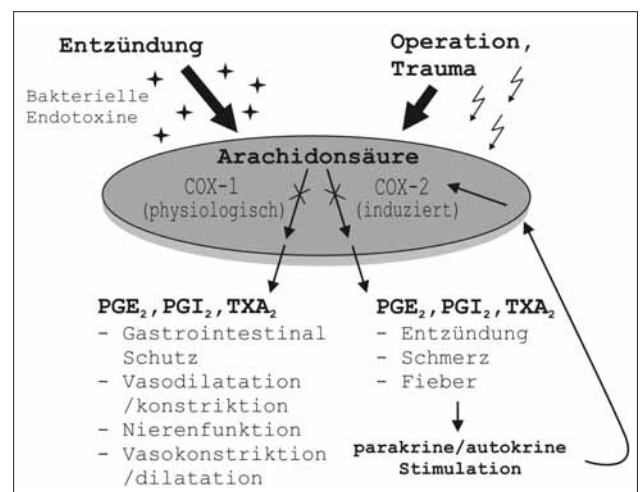 Entzündung
Operation,
Trauma
Bakterielle
Endotoxine
Arachidonsäure
COX-1
(physiologisch)
COX-2
(induziert)
PGE₂,PGI₂,TXA₂
- Gastrointestinal
Schutz
- Vasodilatation
/konstriktion
- Nierenfunktion
- Vasokonstriktion
/dilatation
PGE₂,PGI₂,TXA₂
- Entzündung
- Schmerz
- Fieber
parakrine/autokrine
Stimulation